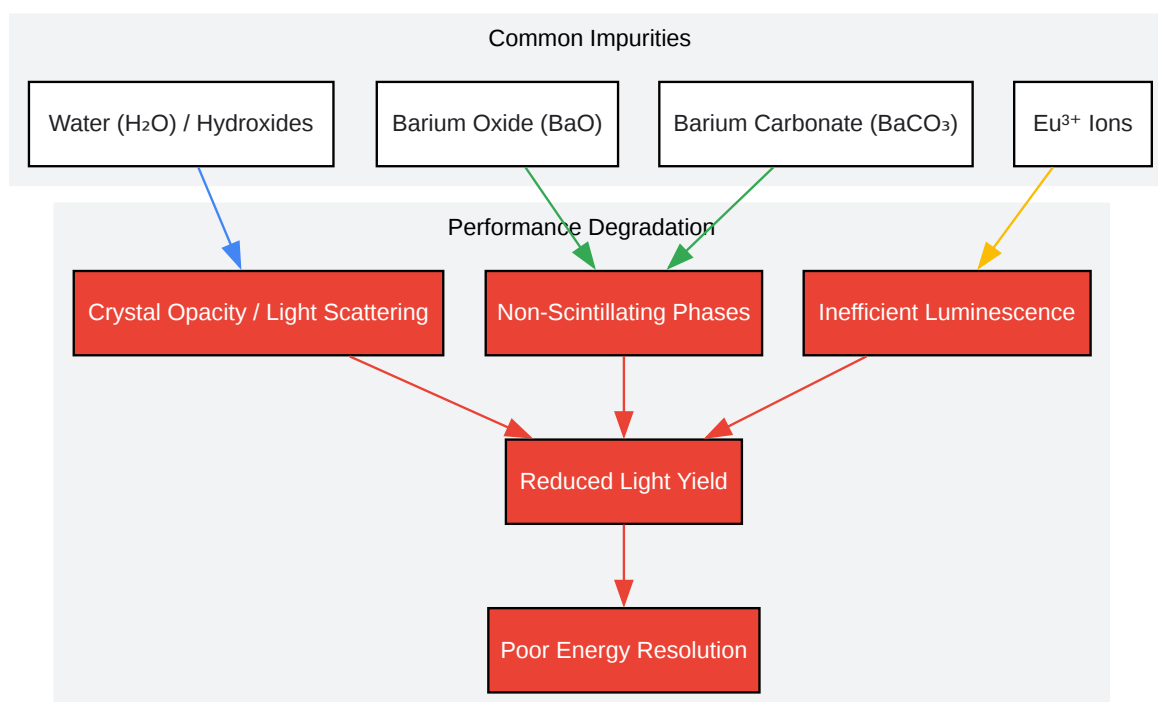 Common Impurities
Water (H₂O) / Hydroxides
Barium Oxide (BaO)
Barium Carbonate (BaCO₃)
Eu³⁺ Ions
Performance Degradation
Crystal Opacity / Light Scattering
Non-Scintillating Phases
Inefficient Luminescence
Reduced Light Yield
Poor Energy Resolution